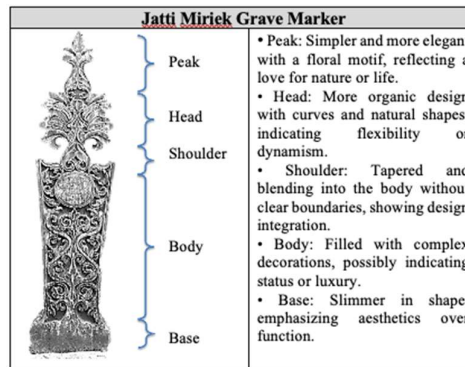 Jatti Miriek Grave Marker
Peak
Head
Shoulder
Body
Base
• Peak: Simpler and more elegan
with a floral motif, reflecting a
love for nature or life.
• Head: More organic design
with curves and natural shapes
indicating flexibility or
dynamism.
• Shoulder: Tapered and
blending into the body withou
clear boundaries, showing design
integration.
• Body: Filled with complex
decorations, possibly indicating
status or luxury.
• Base: Slimmer in shape
emphasizing aesthetics over
function.